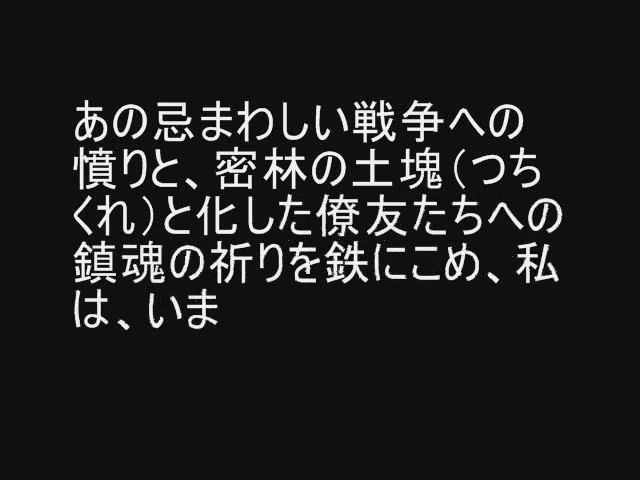 あの忌まわしい戦争への
憤りと、密林の土塊（つち
くれ）と化した僚友たちへの
鎮魂の祈りを鉄にこめ、私
は、いま